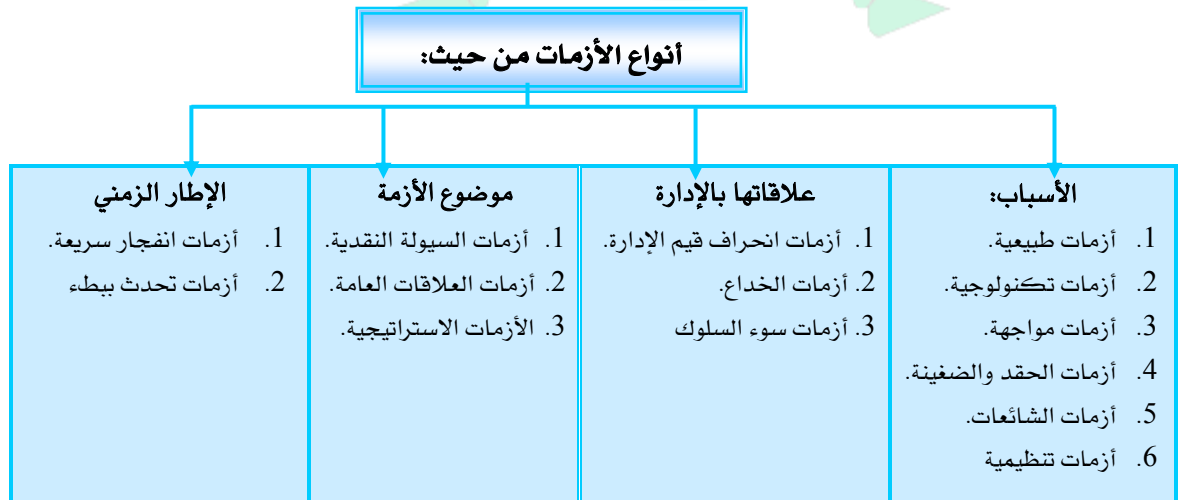 أنواع الأزمات من حيث:
الأسباب:
1. أزمات طبيعية.
2. أزمات تكنولوجية.
3. أزمات مواجهة.
4. أزمات الحقد والضغينة.
5. أزمات الشائعات.
6. أزمات تنظيمية
علاقاتها بالإدارة
1. أزمات انحراف قيم الإدارة.
2. أزمات الخداع.
3. أزمات سوء السلوك
موضوع الأزمة
1. أزمات السيولة النقدية.
2. أزمات العلاقات العامة.
3. الأزمات الاستراتيجية.
الإطار الزمني
1. أزمات انفجار سريعة.
2. أزمات تحدث ببطء